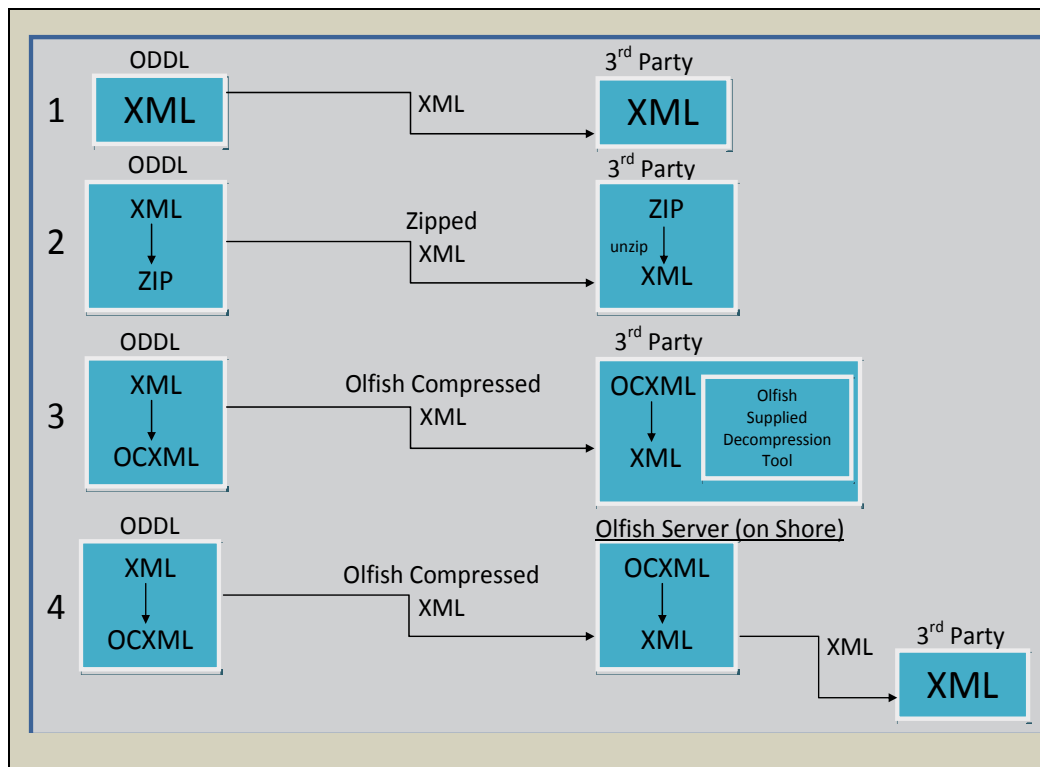 ODDL
3rd Party
1
XML
XML
XML
ODDL
3rd Party
2
XML
ZIP
Zipped
XML
ZIP
unzip
XML
ODDL
3rd Party
3
XML
OCXML
Olfish Compressed
XML
OCXML
XML
Olfish
Supplied
Decompression
Tool
ODDL
Olfish Server (on Shore)
4
XML
OCXML
Olfish Compressed
XML
OCXML
XML
XML
3rd Party
XML